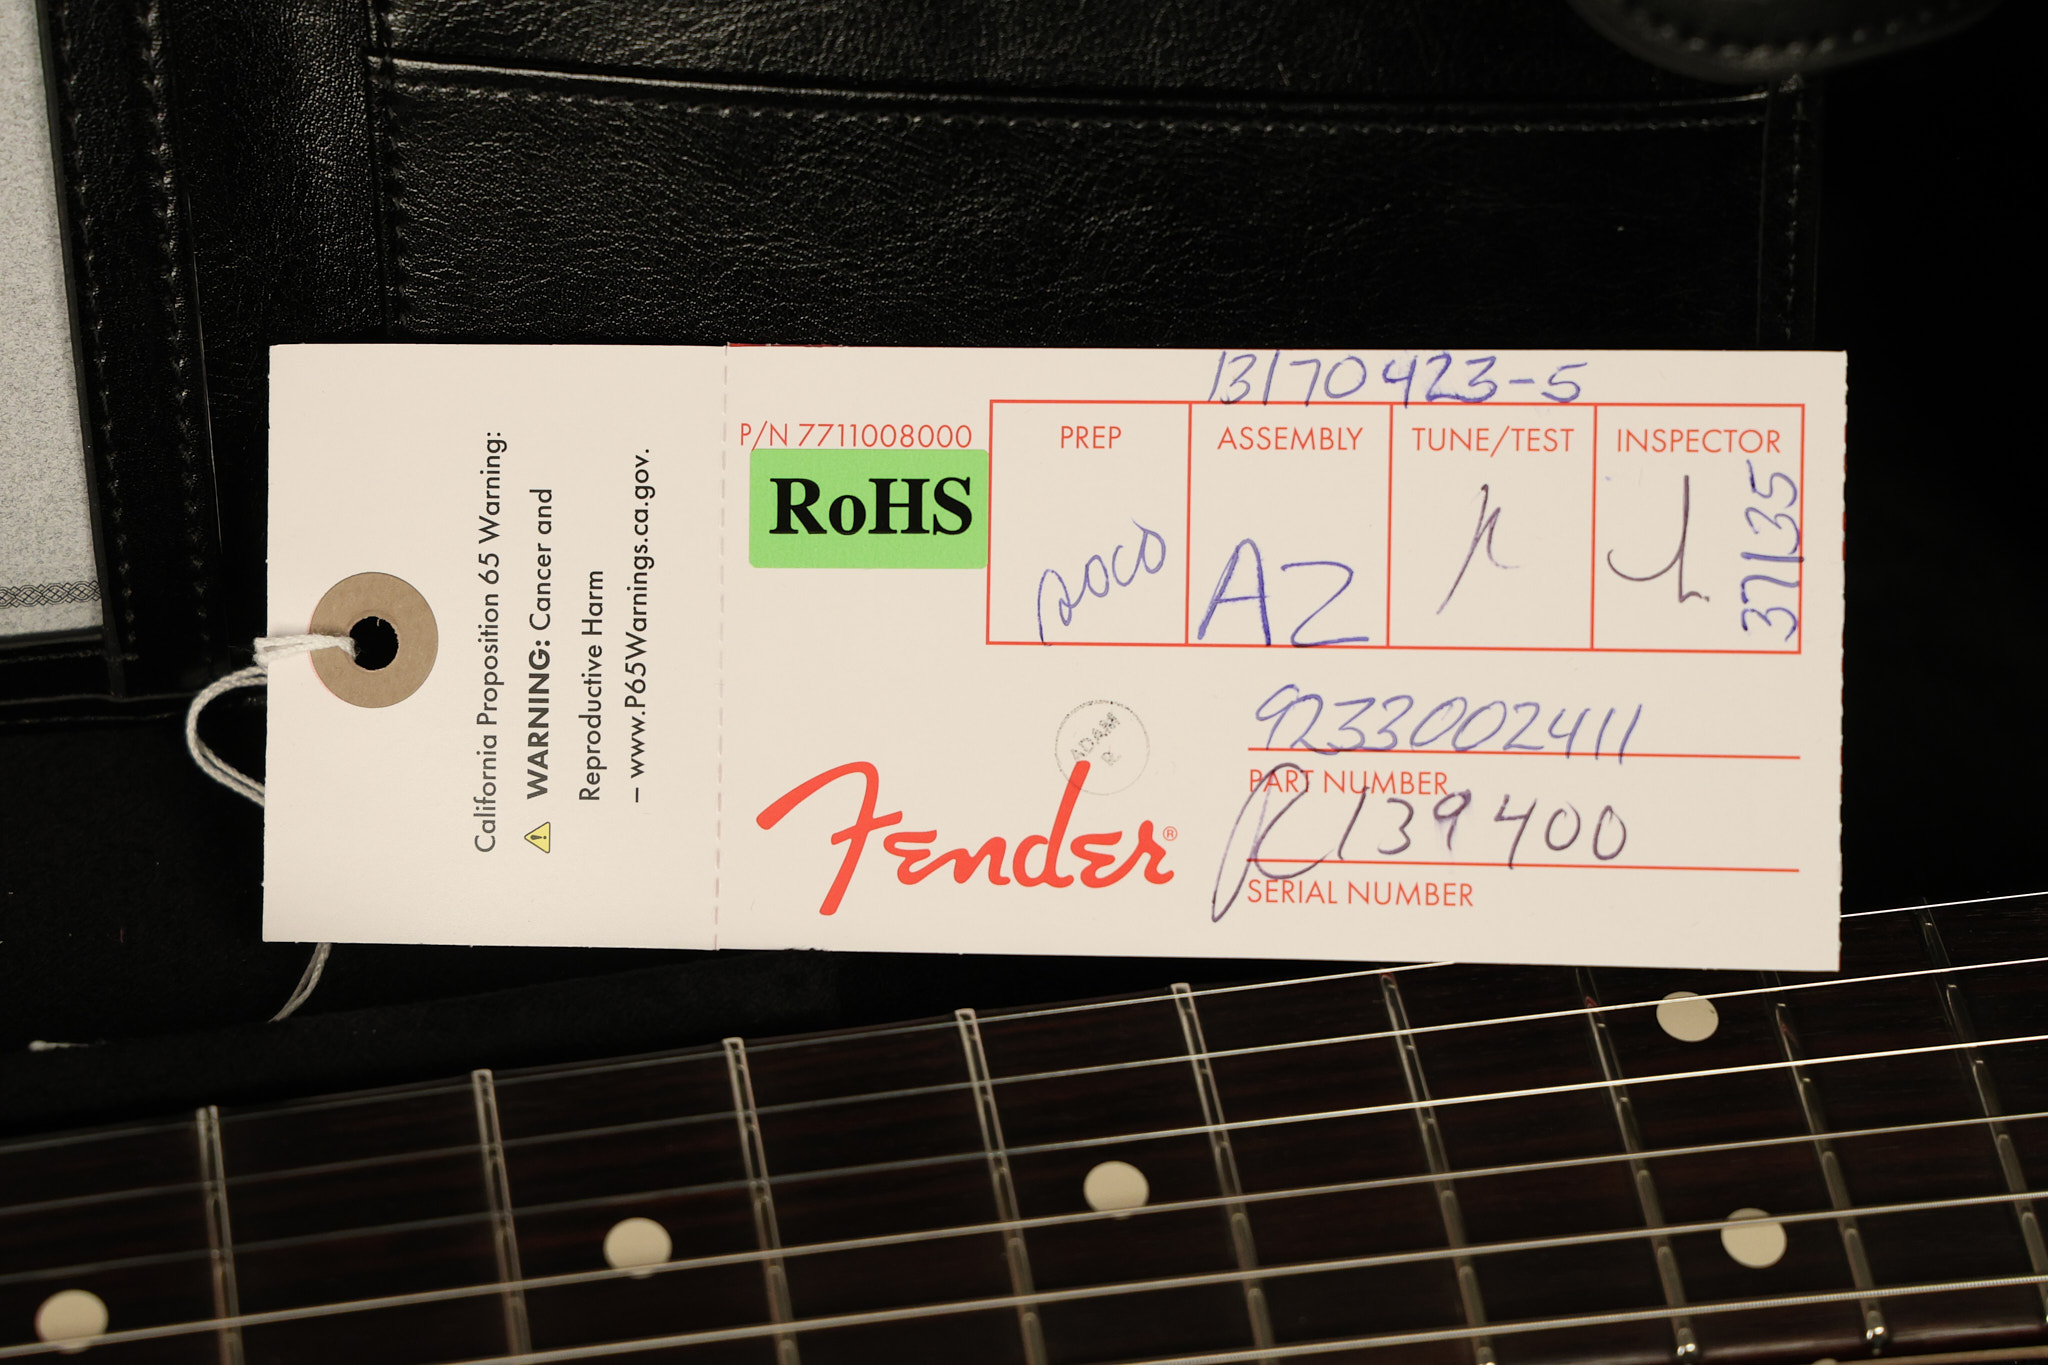 California Proposition 65 Warning:
⚠ WARNING: Cancer and
Reproductive Harm
– www.P65Warnings.ca.gov.
13170423-5
P/N 7711008000
RoHS
PREP
ASSEMBLY
TUNE/TEST
INSPECTOR
AZ
37135
ADAM
R.
9233002411
PART NUMBER
R139400
SERIAL NUMBER
Fender®